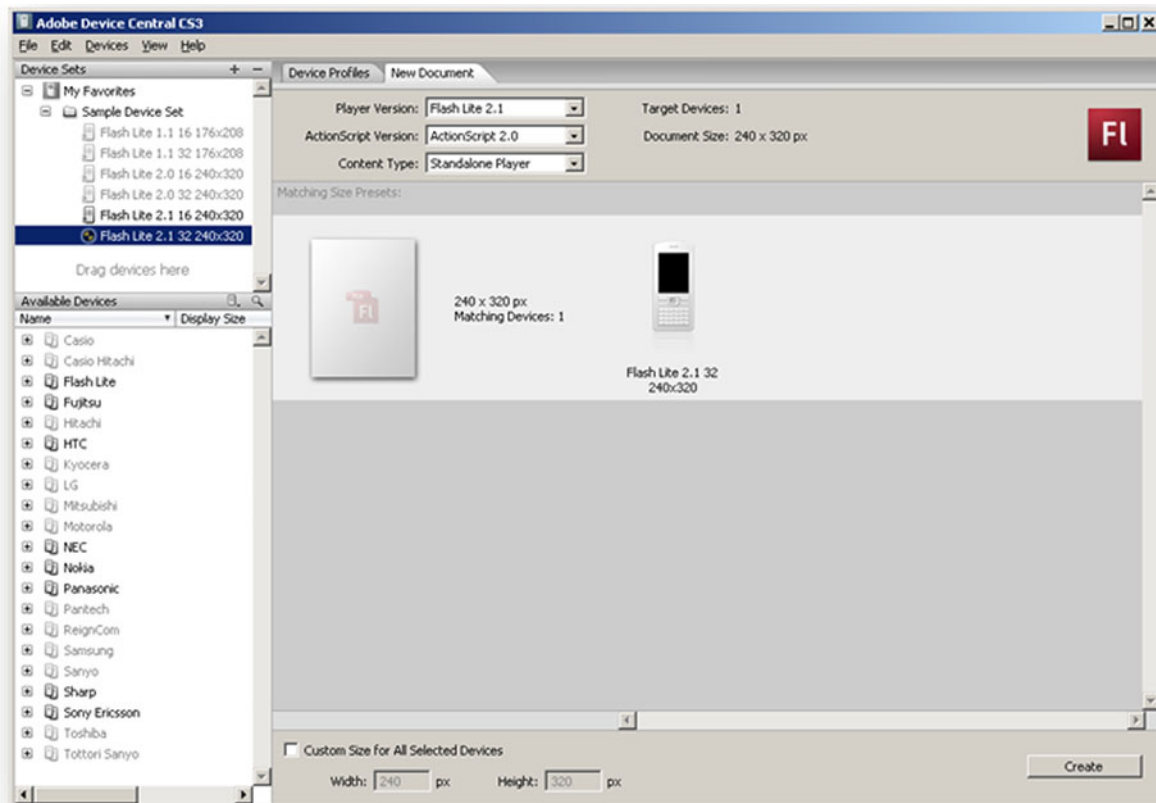 Adobe Device Central CS3
File Edit Devices View Help
Device Sets
My Favorites
Sample Device Set
Flash Lite 1.1 16 176x208
Flash Lite 1.1 32 176x208
Flash Lite 2.0 16 240x320
Flash Lite 2.0 32 240x320
Flash Lite 2.1 16 240x320
Flash Lite 2.1 32 240x320
Drag devices here
Available Devices
Name Display Size
Casio
Casio Hitachi
Flash Lite
Fujitsu
Hitachi
HTC
Kyocera
LG
Mitsubishi
Motorola
NEC
Nokia
Panasonic
Pantech
ReignCom
Samsung
Sanyo
Sharp
Sony Ericsson
Toshiba
Tottori Sanyo
Device Profiles New Document
Player Version: Flash Lite 2.1 Target Devices: 1
ActionScript Version: ActionScript 2.0 Document Size: 240 x 320 px
Content Type: Standalone Player
Fl
Matching Size Presets:
Fl
240 x 320 px
Matching Devices: 1
Flash Lite 2.1 32
240x320
Custom Size for All Selected Devices
Width: 240 px Height: 320 px
Create